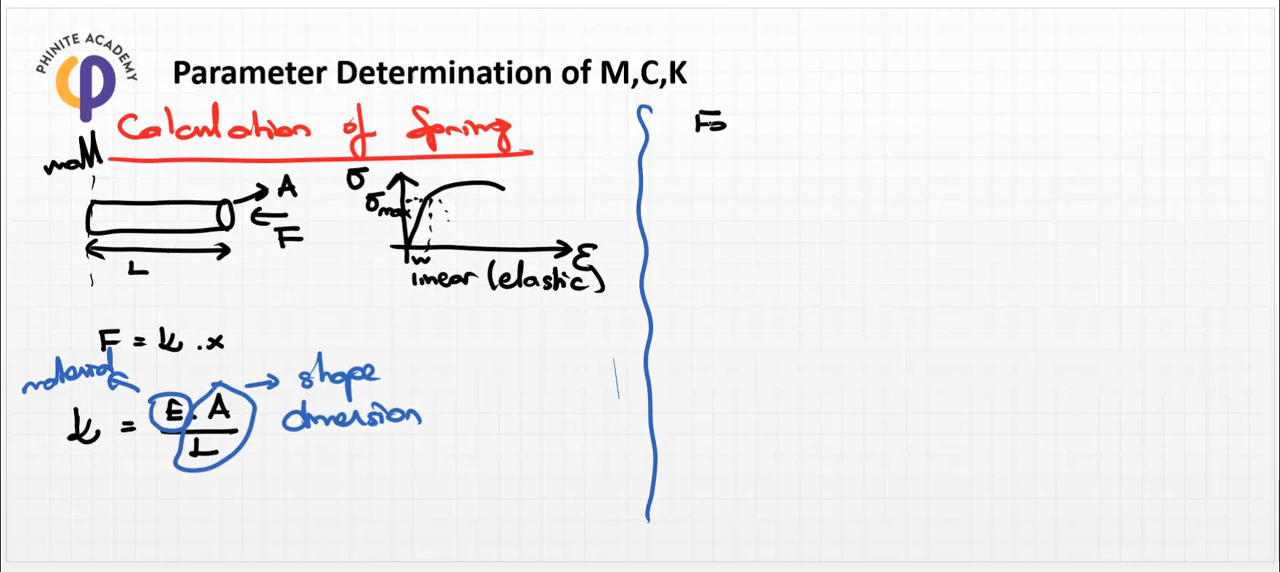 PHINITE ACADEMY
Parameter Determination of M,C,K
Calculation of Spring
wall
A
F
L
σ
σmax
ε
linear (elastic)
F = k . x
material
shape
dimension
k = E . A
L
F=